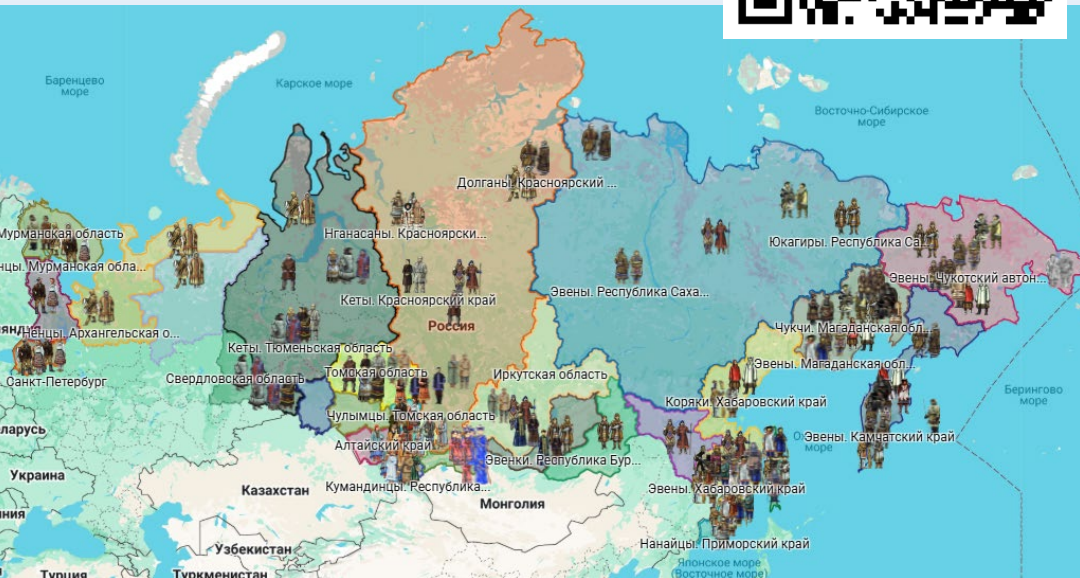 Баренцево
море
Карское море
Восточно-Сибирское
море
Долганы. Красноярский ...
Мурманская область
Нганасаны. Красноярски...
Юкагиры. Республика Са...
нцы. Мурманская обла...
Эвены. Чукотский автон...
Эвены. Республика Саха...
Кеты. Красноярский край
Россия
Чукчи. Магаданская обл...
Ненцы. Архангельская о...
Кеты. Тюменьская область
Эвены. Магаданская обл...
Томская область
Иркутская область
Свердловская область
. Санкт-Петербург
Берингово
море
Коряки. Хабаровский край
Чулымцы. Томская область
ларусь
Эвены. Камчатский край
море
Алтайский край
Эвенки. Республика Бур...
Украина
Казахстан
Кумандинцы. Республика...
Эвены. Хабаровский край
Монголия
Нанайцы. Приморский край
Узбекистан
Японское море
/Восточное море
Турция
Туркменистан